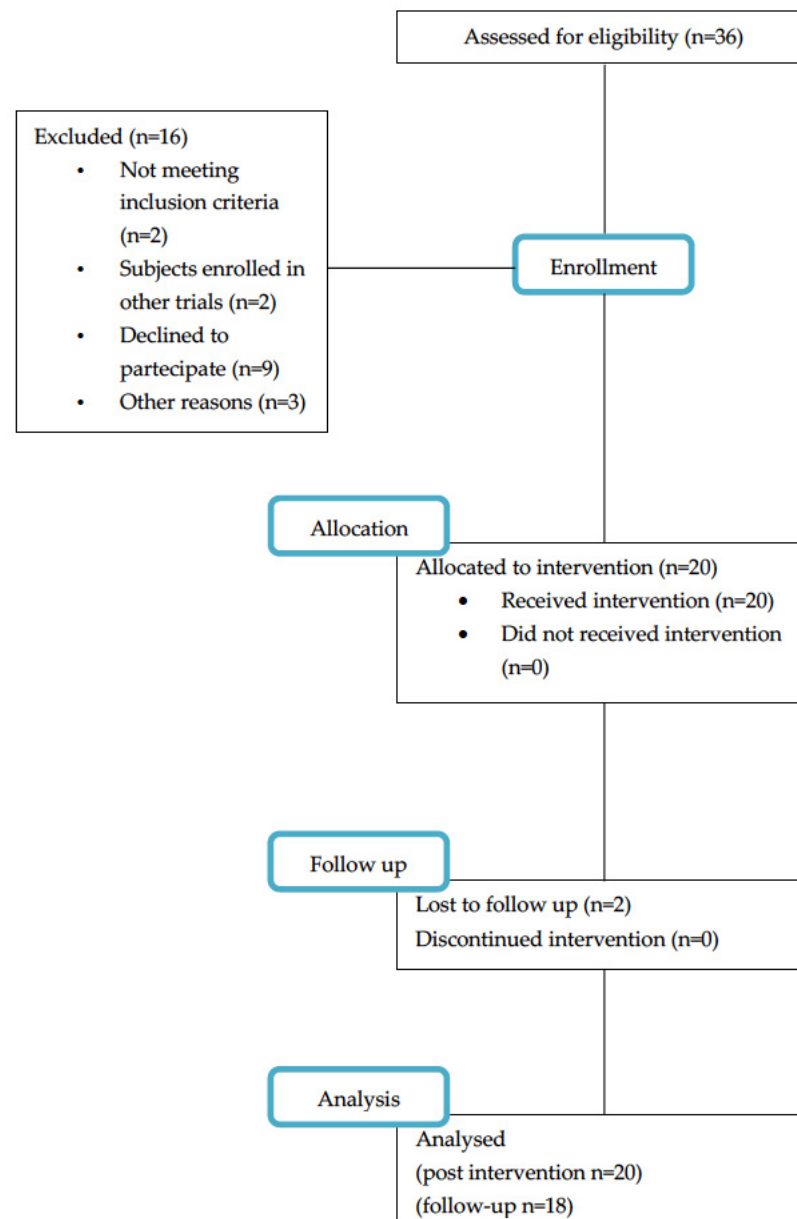 Assessed for eligibility (n=36)
Excluded (n=16)
• Not meeting
inclusion criteria
(n=2)
• Subjects enrolled in
other trials (n=2)
• Declined to
partecipate (n=9)
• Other reasons (n=3)
Enrollment
Allocation
Allocated to intervention (n=20)
• Received intervention (n=20)
• Did not received intervention
(n=0)
Follow up
Lost to follow up (n=2)
Discontinued intervention (n=0)
Analysis
Analysed
(post intervention n=20)
(follow-up n=18)